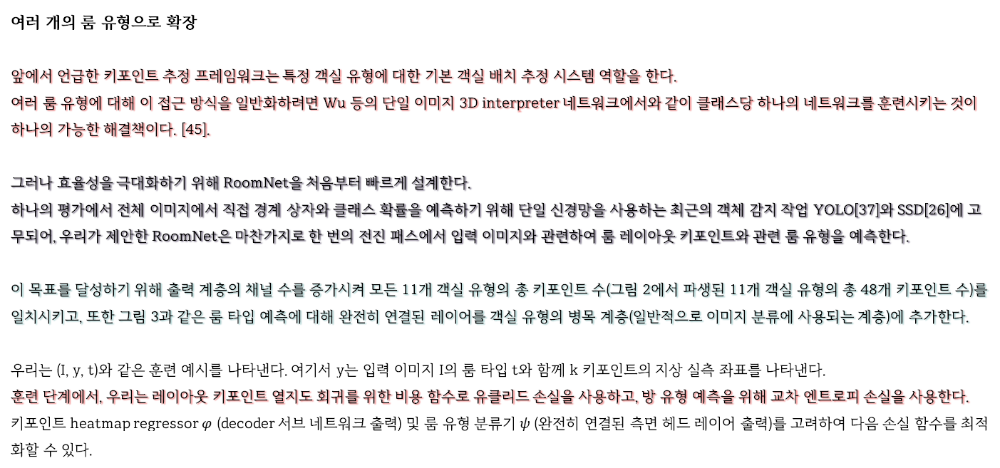 여러 개의 룸 유형으로 확장
앞에서 언급한 키포인트 추정 프레임워크는 특정 객실 유형에 대한 기본 객실 배치 추정 시스템 역할을 한다.
여러 룸 유형에 대해 이 접근 방식을 일반화하려면 Wu 등의 단일 이미지 3D interpreter 네트워크에서와 같이 클래스당 하나의 네트워크를 훈련시키는 것이
하나의 가능한 해결책이다. [45].
그러나 효율성을 극대화하기 위해 RoomNet을 처음부터 빠르게 설계한다.
하나의 평가에서 전체 이미지에서 직접 경계 상자와 클래스 확률을 예측하기 위해 단일 신경망을 사용하는 최근의 객체 감지 작업 YOLO[37]와 SSD[26]에 고
무되어, 우리가 제안한 RoomNet은 마찬가지로 한 번의 전진 패스에서 입력 이미지와 관련하여 룸 레이아웃 키포인트와 관련 룸 유형을 예측한다.
이 목표를 달성하기 위해 출력 계층의 채널 수를 증가시켜 모든 11개 객실 유형의 총 키포인트 수(그림 2에서 파생된 11개 객실 유형의 총 48개 키포인트 수)를
일치시키고, 또한 그림 3과 같은 룸 타입 예측에 대해 완전히 연결된 레이어를 객실 유형의 병목 계층(일반적으로 이미지 분류에 사용되는 계층)에 추가한다.
우리는 (I, y, t)와 같은 훈련 예시를 나타낸다. 여기서 y는 입력 이미지 I의 룸 타입 t와 함께 k 키포인트의 지상 실측 좌표를 나타낸다.
훈련 단계에서, 우리는 레이아웃 키포인트 열지도 회귀를 위한 비용 함수로 유클리드 손실을 사용하고, 방 유형 예측을 위해 교차 엔트로피 손실을 사용한다.
키포인트 heatmap regressor φ (decoder 서브 네트워크 출력) 및 룸 유형 분류기 ψ (완전히 연결된 측면 헤드 레이어 출력)를 고려하여 다음 손실 함수를 최적
화할 수 있다.